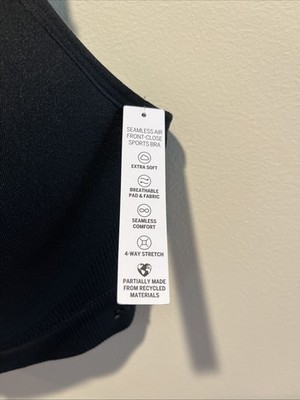 SEAMLESS AIR
FRONT-CLOSE
SPORTS BRA
EXTRA SOFT
BREATHABLE
PAD & FABRIC
SEAMLESS
COMFORT
4-WAY STRETCH
PARTIALLY MADE
FROM RECYCLED
MATERIALS